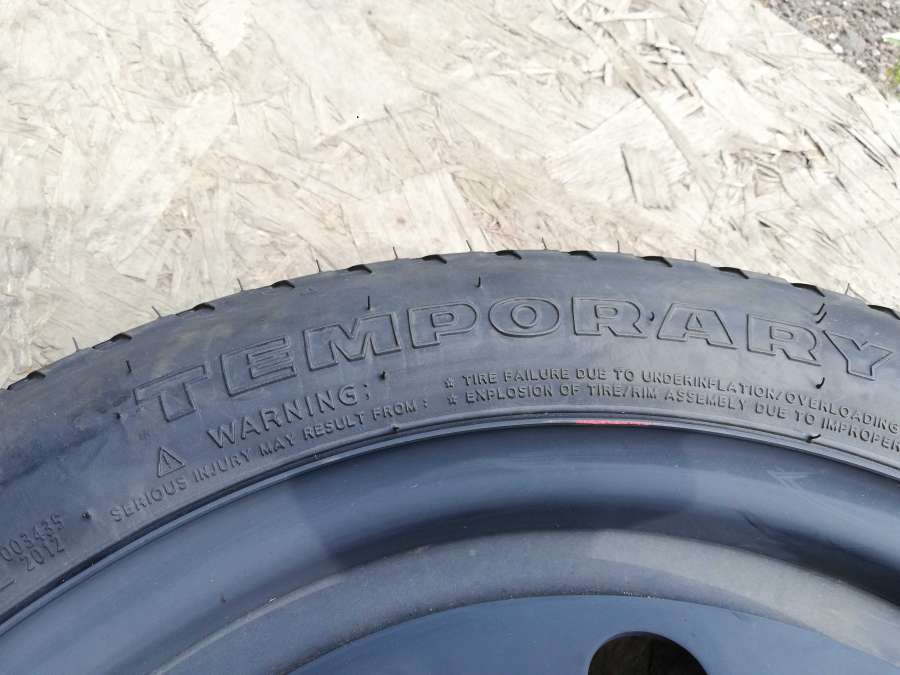 TEMPORARY
⚠ WARNING:
SERIOUS INJURY MAY RESULT FROM:
★ TIRE FAILURE DUE TO UNDERINFLATION/OVERLOADING
★ EXPLOSION OF TIRE/RIM ASSEMBLY DUE TO IMPROPER
003435
2012